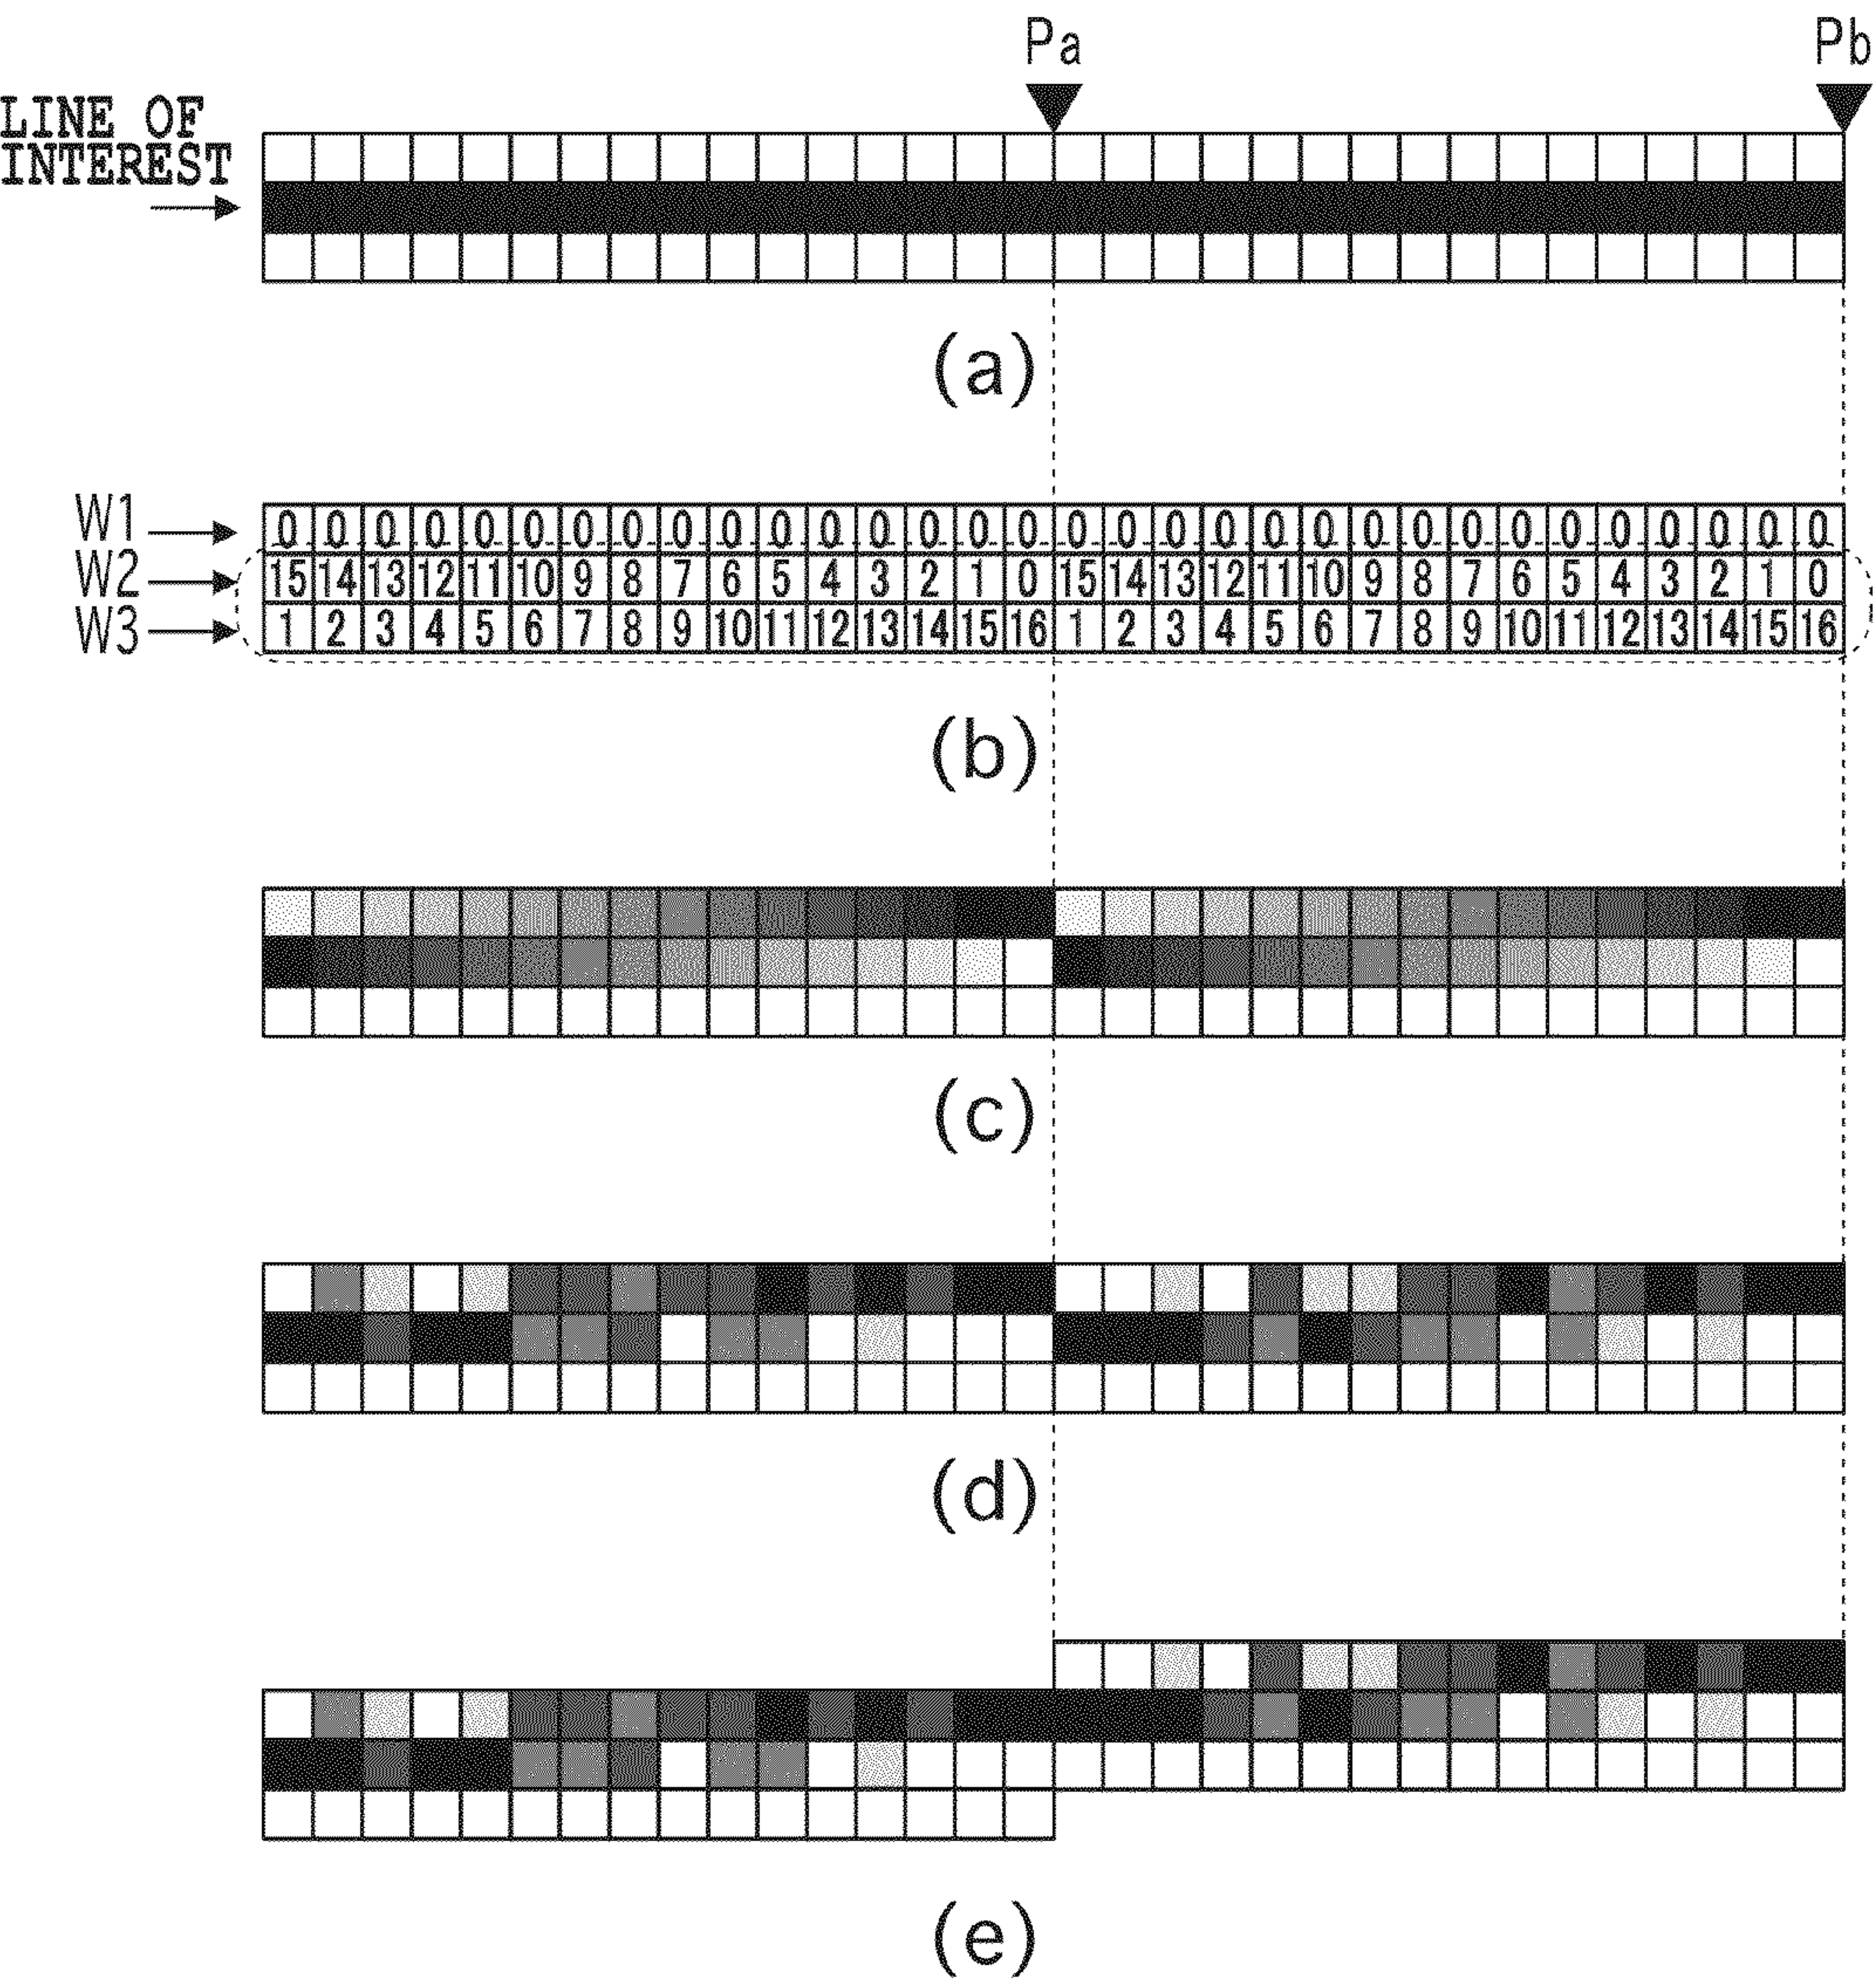 Pa Pb
LINE OF
INTEREST
(a)
W1 0 0 0 0 0 0 0 0 0 0 0 0 0 0 0 0 0 0 0 0 0 0 0 0 0 0 0 0 0 0 0 0
W2 15 14 13 12 11 10 9 8 7 6 5 4 3 2 1 0 15 14 13 12 11 10 9 8 7 6 5 4 3 2 1 0
W3 1 2 3 4 5 6 7 8 9 10 11 12 13 14 15 16 1 2 3 4 5 6 7 8 9 10 11 12 13 14 15 16
(b)
(c)
(d)
(e)